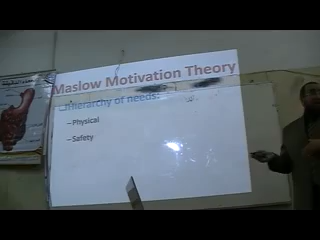 Maslow Motivation Theory
Hierarchy of needs:
–Physical
–Safety